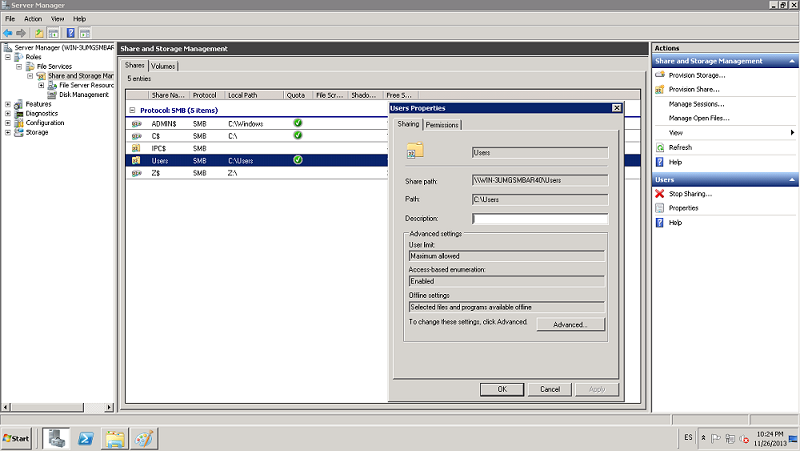 Server Manager
File Action View Help
Server Manager (WIN-3UMGSMBAR
Roles
File Services
Share and Storage Mar
File Server Resourc
Disk Management
Features
Diagnostics
Configuration
Storage
Share and Storage Management
Shares Volumes
5 entries
Share Na... Protocol Local Path Quota File Scr... Shado... Free S...
Protocol: SMB (5 items)
ADMIN$ SMB C:\Windows
C$ SMB C:\
IPC$ SMB
Users SMB C:\Users
Z$ SMB Z:\
Users Properties
Sharing Permissions
Users
Share path: \\WIN-3UMGSMBAR40\Users
Path: C:\Users
Description:
Advanced settings
User limit:
Maximum allowed
Access-based enumeration:
Enabled
Offline settings
Selected files and programs available offline
To change these settings, click Advanced. Advanced...
OK Cancel Apply
Actions
Share and Storage Management
Provision Storage...
Provision Share...
Manage Sessions...
Manage Open Files...
View
Refresh
Help
Users
Stop Sharing...
Properties
Help
Start
ES
10:24 PM
11/26/2013